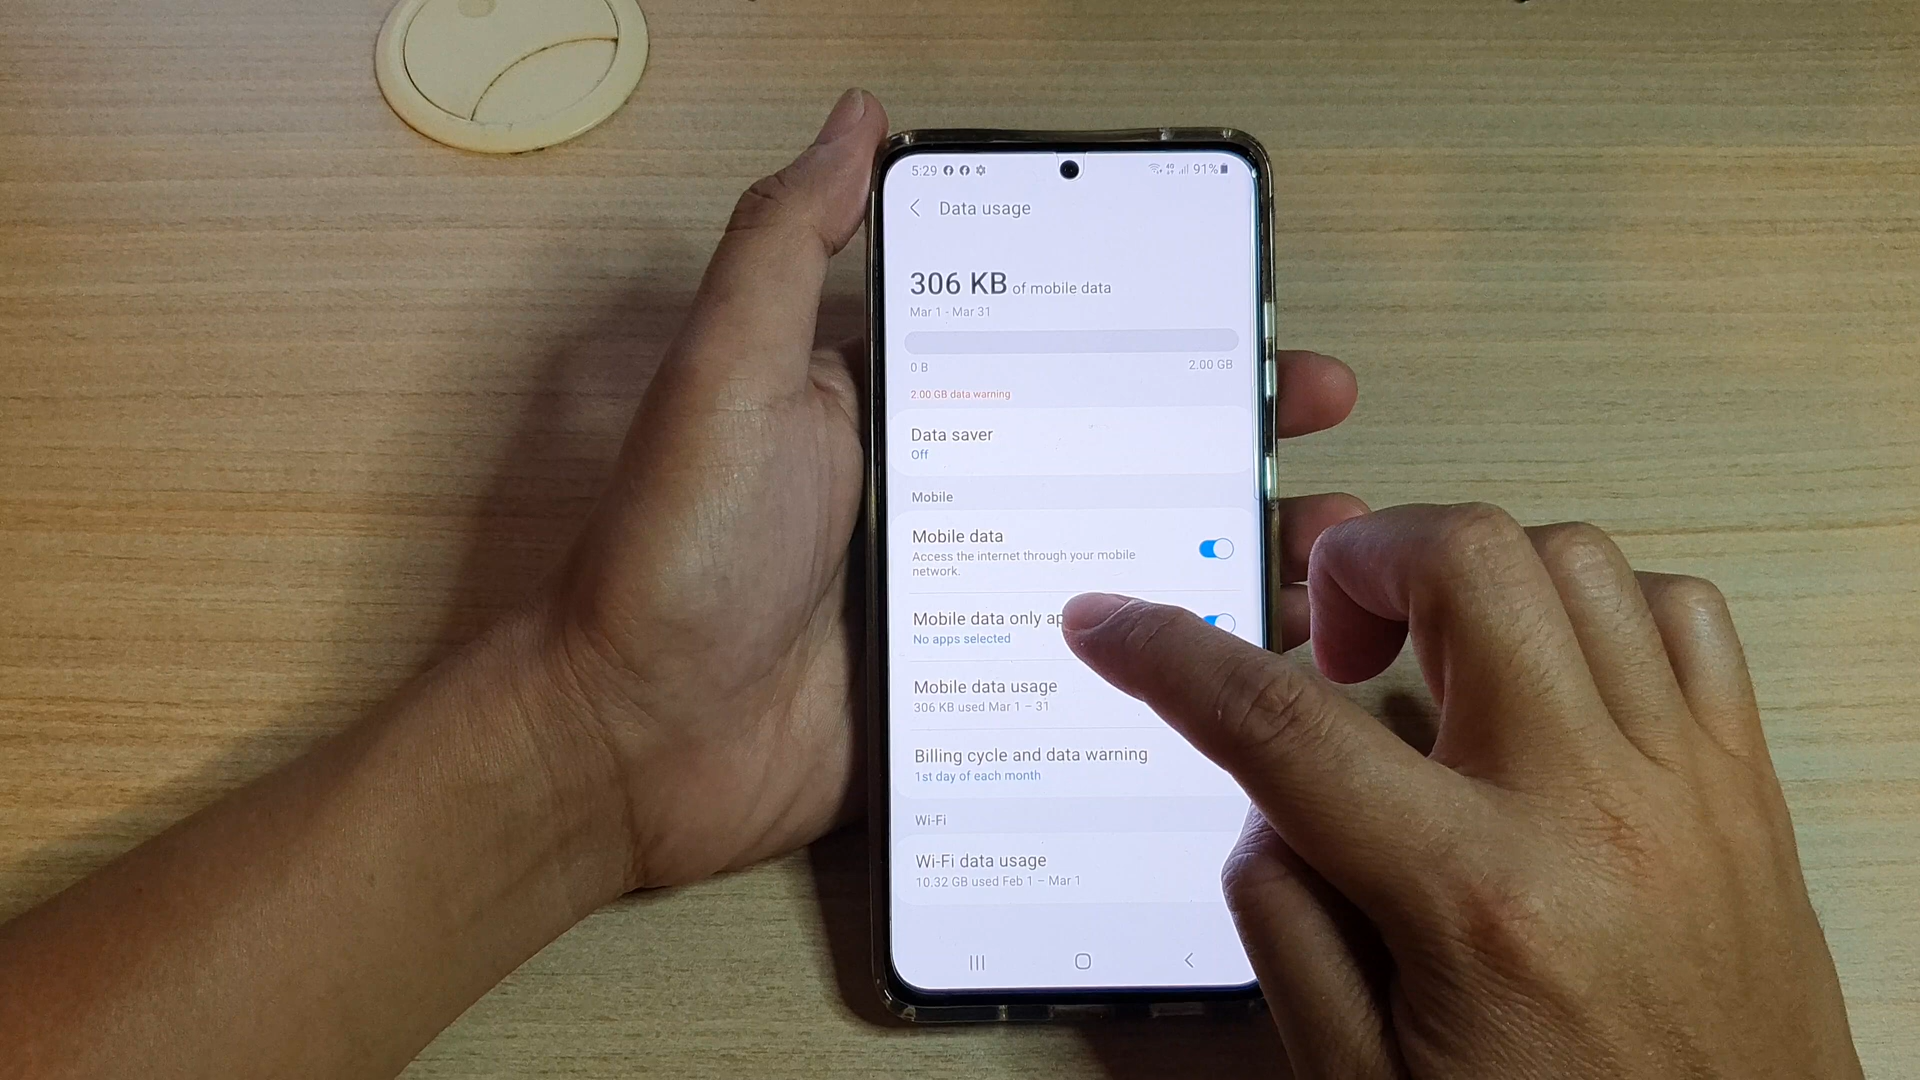 5:29 91%
Data usage
306 KB of mobile data
Mar 1 - Mar 31
0 B 2.00 GB
2.00 GB data warning
Data saver
Off
Mobile
Mobile data
Access the internet through your mobile
network.
Mobile data only
No apps selected
Mobile data usage
306 KB used Mar 1 – 31
Billing cycle and data warning
1st day of each month
Wi-Fi
Wi-Fi data usage
10.32 GB used Feb 1 – Mar 1